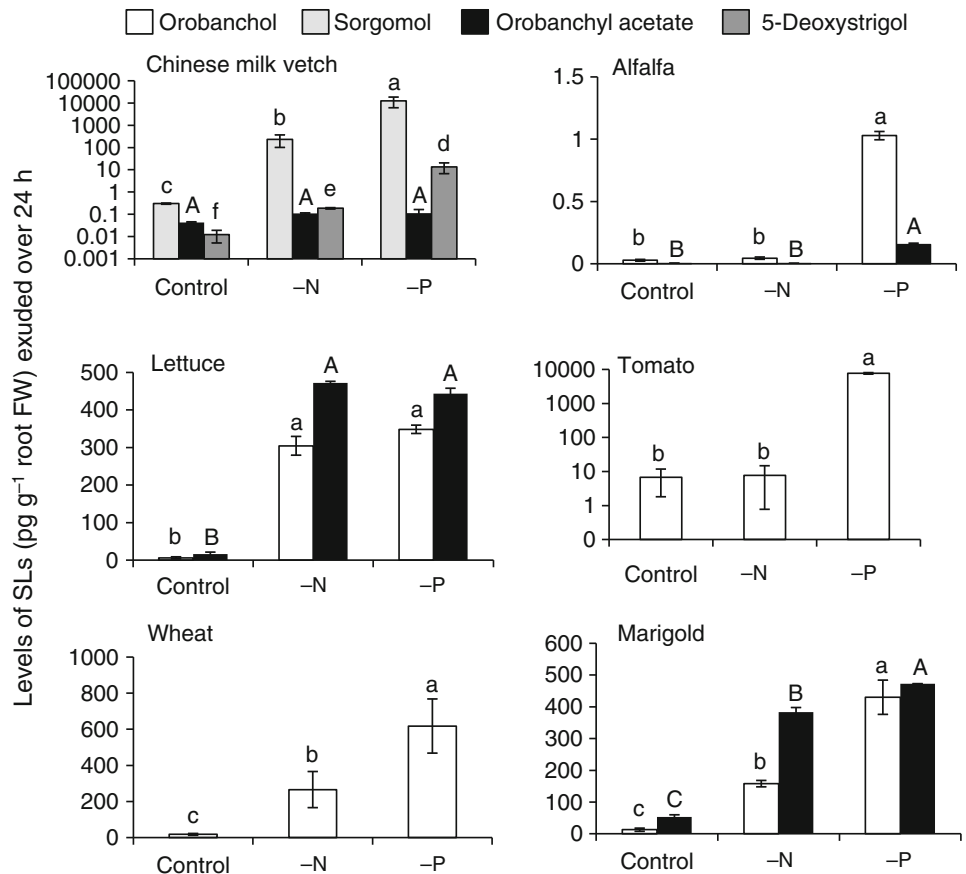 Orobanchol Sorgomol Orobanchyl acetate 5-Deoxystrigol
Levels of SLs (pg g⁻¹ root FW) exuded over 24 h
Chinese milk vetch
100000
10000
1000
100
10
1
0.1
0.01
0.001
c A f b A e a A d
Control –N –P
Alfalfa
1.5
1
0.5
0
b B b B a A
Control –N –P
Lettuce
500
400
300
200
100
0
b B a A a A
Control –N –P
Tomato
10000
1000
100
10
1
0
b b a
Control –N –P
Wheat
1000
800
600
400
200
0
c b a
Control –N –P
Marigold
600
500
400
300
200
100
0
c C b B a A
Control –N –P